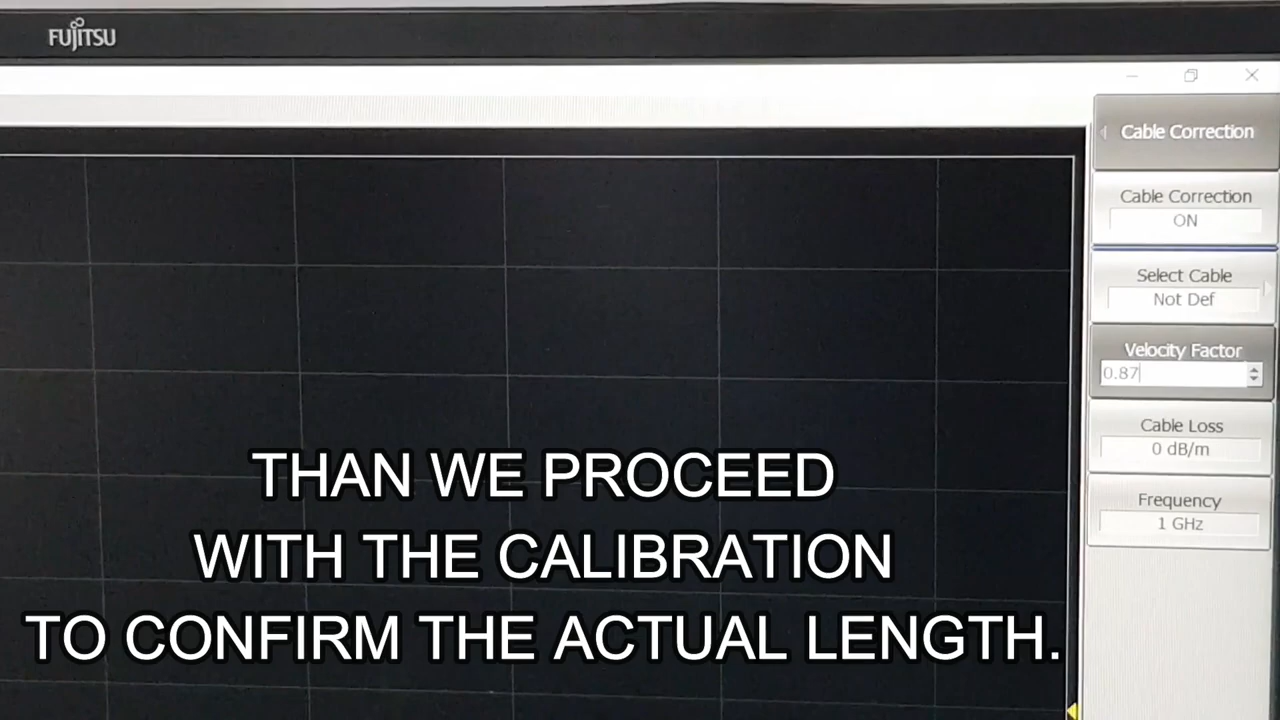 FUJITSU
Cable Correction
Cable Correction
ON
Select Cable
Not Def
Velocity Factor
0.87
Cable Loss
0 dB/m
Frequency
1 GHz
THAN WE PROCEED
WITH THE CALIBRATION
TO CONFIRM THE ACTUAL LENGTH.